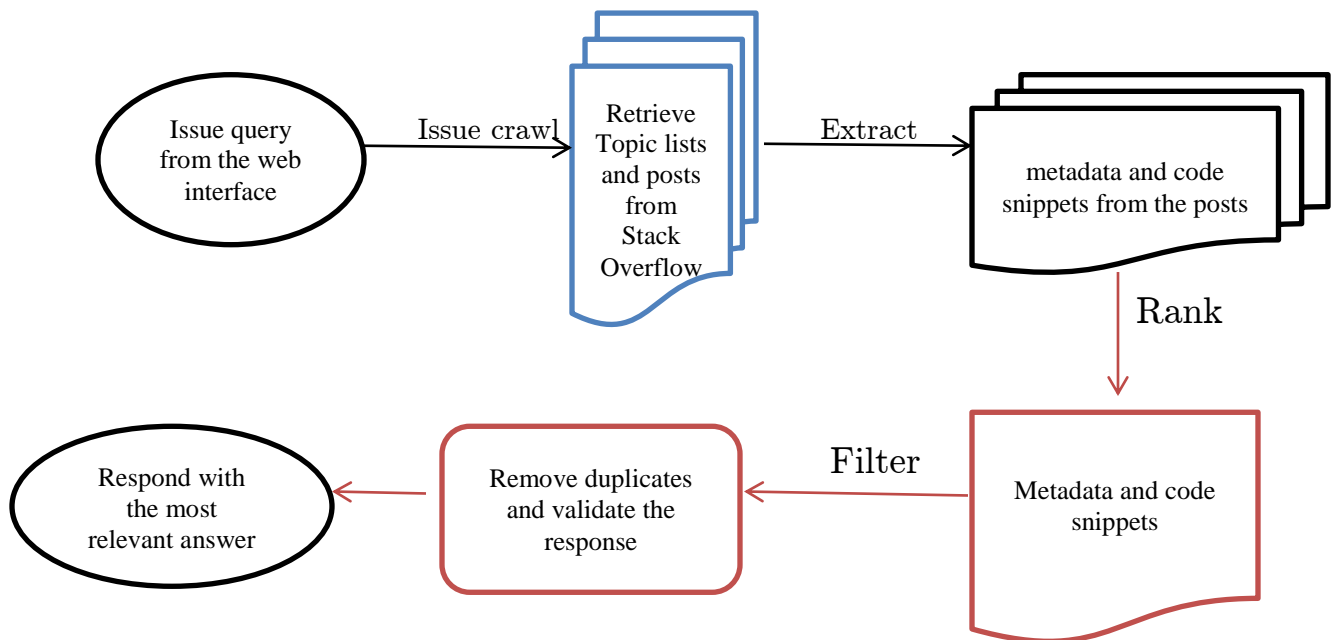 Issue query
from the web
interface
Issue crawl
Retrieve
Topic lists
and posts
from
Stack
Overflow
Extract
metadata and code
snippets from the posts
Rank
Metadata and code
snippets
Filter
Remove duplicates
and validate the
response
Respond with
the most
relevant answer